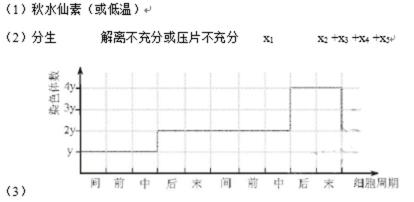 (1) 秋水仙素（或低温）↵
(2) 分生 解离不充分或压片不充分 x₁ x₂ +x₃ +x₄ +x₅↵
染色体数
4y
3y
2y
y
间 前 中 后 末 间 前 中 后 末 细胞周期
(3)